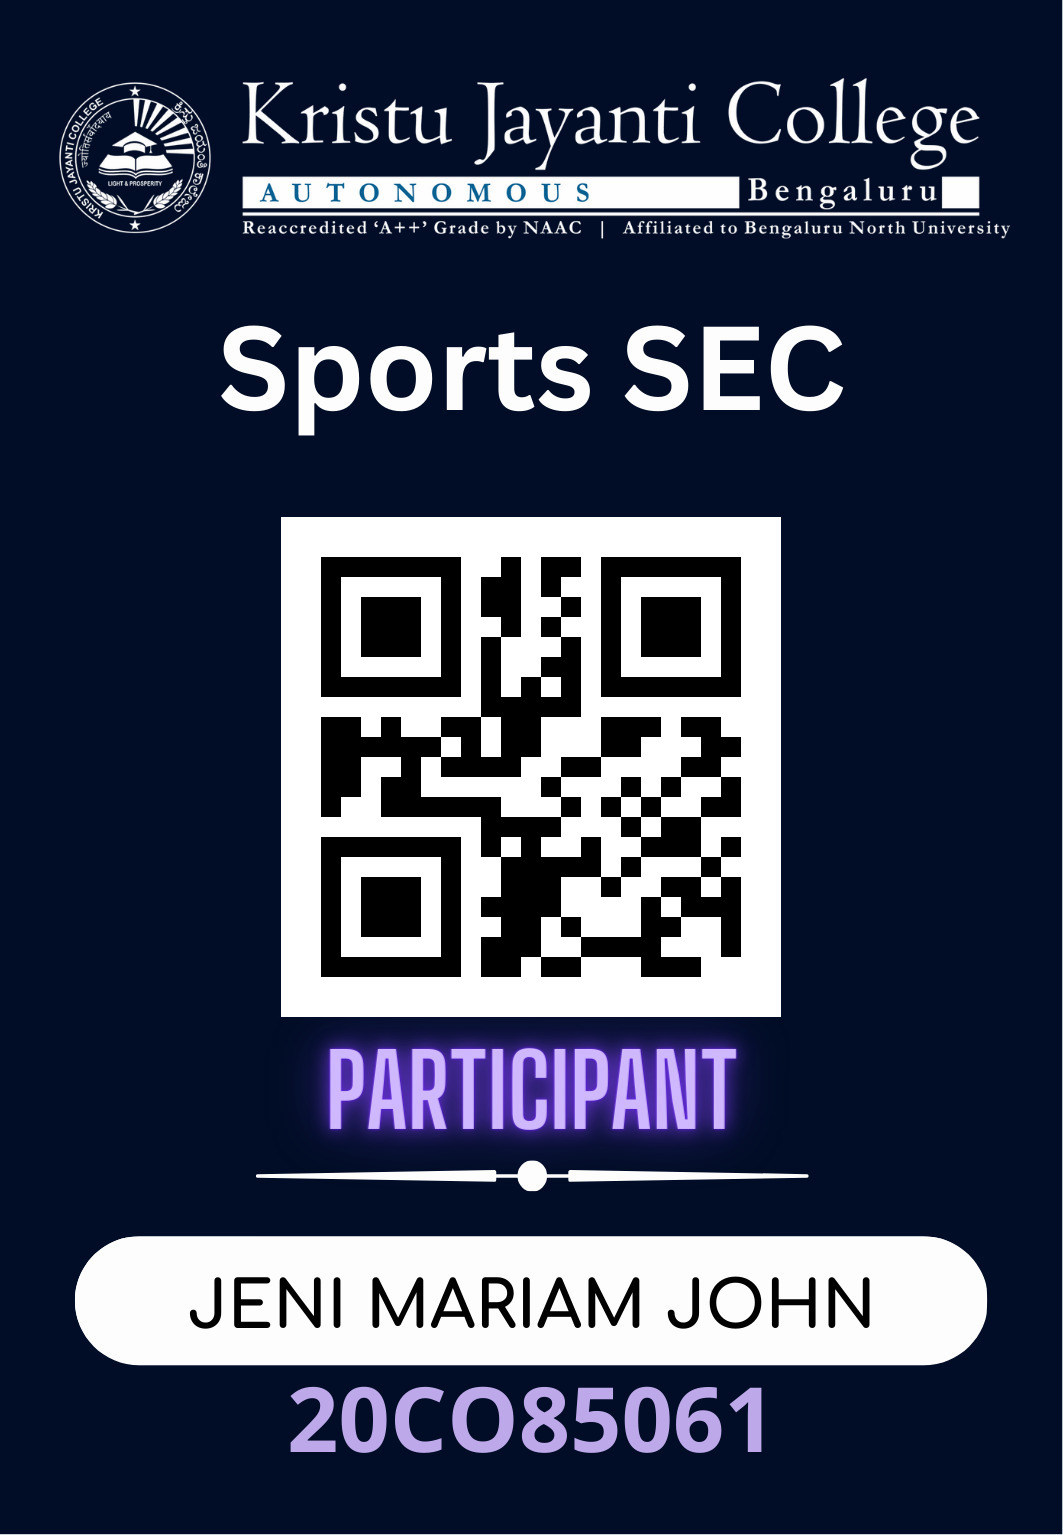 Kristu Jayanti College
AUTONOMOUS Bengaluru
Reaccredited ‘A++’ Grade by NAAC | Affiliated to Bengaluru North University
KRISTU JAYANTI COLLEGE
ಕ್ರಿಸ್ತು ಜಯಂತಿ ಕಾಲೇಜು
LIGHT & PROSPERITY
Sports SEC
PARTICIPANT
JENI MARIAM JOHN
20CO85061